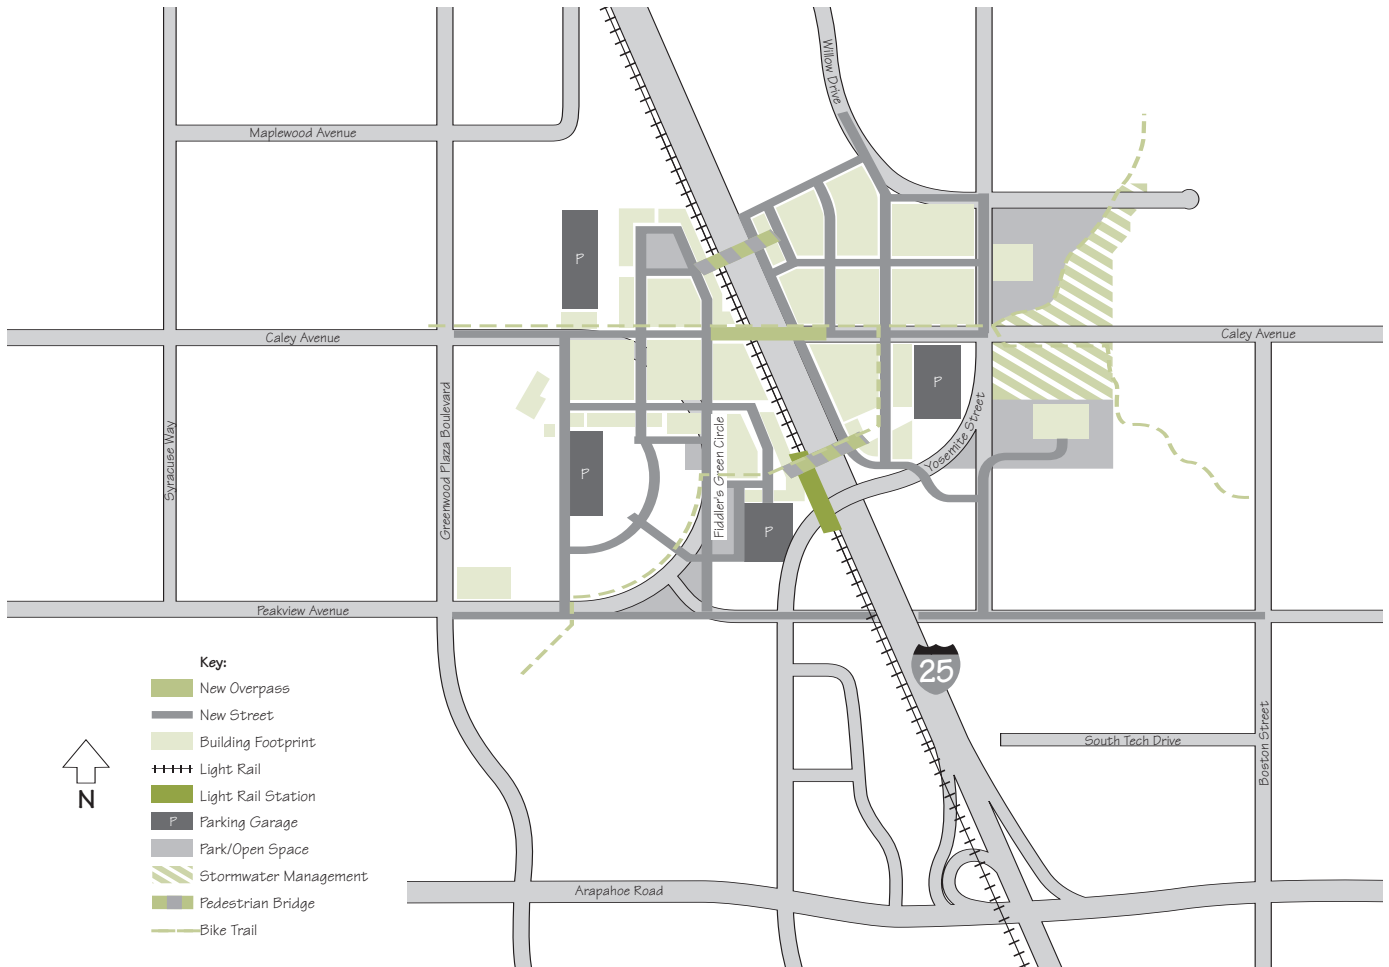 Willow Drive
Maplewood Avenue
P
Caley Avenue
Caley Avenue
P
Syracuse Way
Greenwood Plaza Boulevard
Fiddler's Green Circle
Yosemite Street
P
P
Peakview Avenue
25
Key:
New Overpass
New Street
Building Footprint
Light Rail
Light Rail Station
P Parking Garage
Park/Open Space
Stormwater Management
Pedestrian Bridge
Bike Trail
N
South Tech Drive
Boston Street
Arapahoe Road